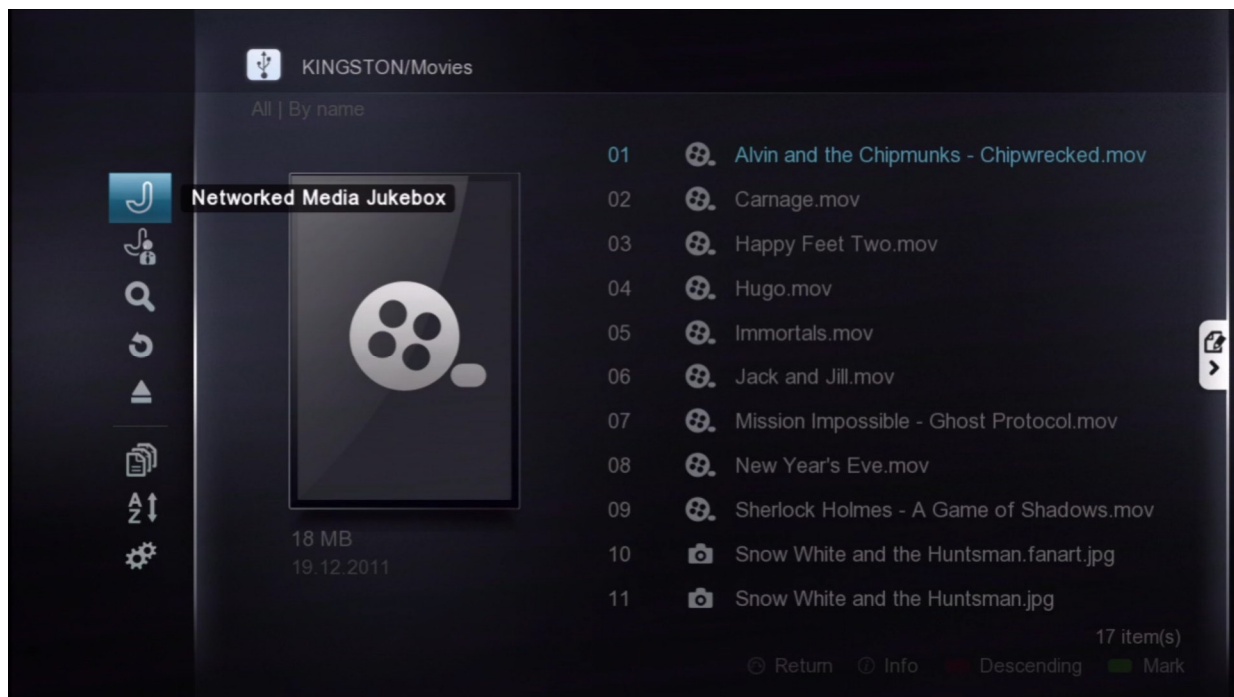 KINGSTON/Movies
All | By name
Networked Media Jukebox
01 Alvin and the Chipmunks - Chipwrecked.mov
02 Carnage.mov
03 Happy Feet Two.mov
04 Hugo.mov
05 Immortals.mov
06 Jack and Jill.mov
07 Mission Impossible - Ghost Protocol.mov
08 New Year's Eve.mov
09 Sherlock Holmes - A Game of Shadows.mov
10 Snow White and the Huntsman.fanart.jpg
11 Snow White and the Huntsman.jpg
A
Z
18 MB
19.12.2011
17 item(s)
Return Info Descending Mark